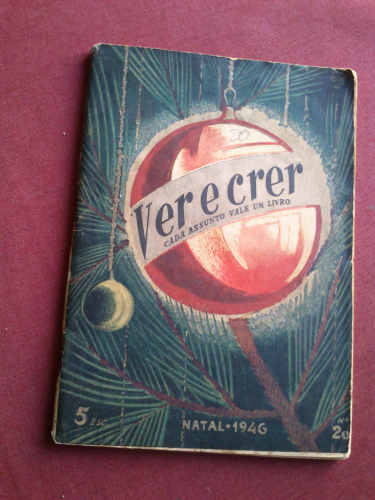 20
Ver e crer
CADA ASSUNTO VALE UM LIVRO
5 ESC.
NATAL·1946
Nº
20